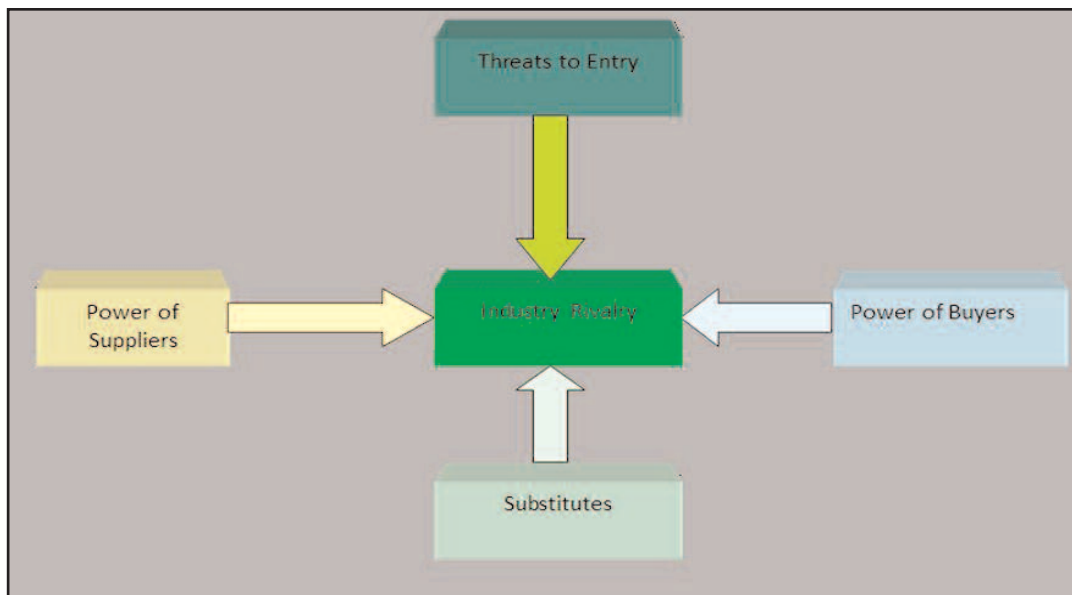 Threats to Entry
Power of
Suppliers
Industry Rivalry
Power of Buyers
Substitutes